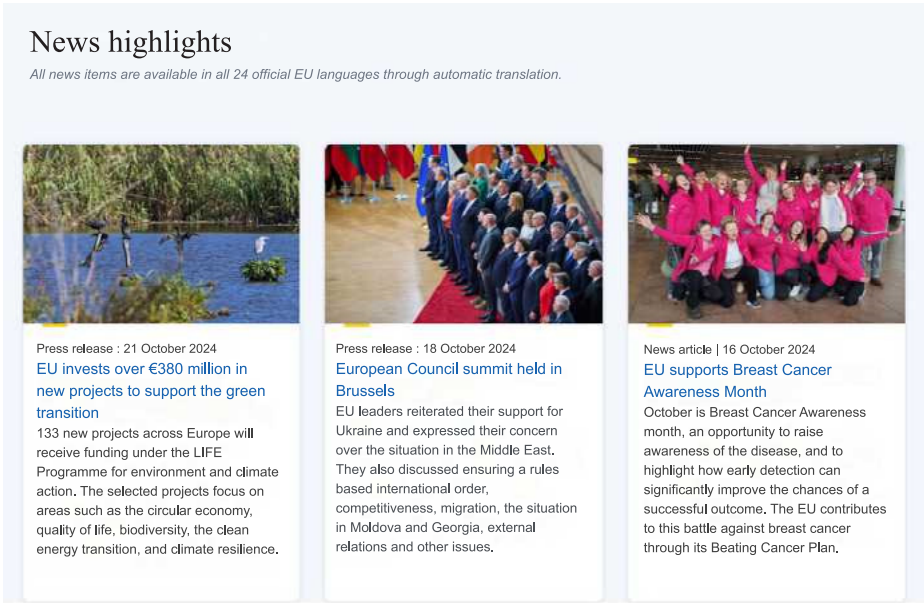 News highlights
All news items are available in all 24 official EU languages through automatic translation.
Press release : 21 October 2024
EU invests over €380 million in
new projects to support the green
transition
133 new projects across Europe will
receive funding under the LIFE
Programme for environment and climate
action. The selected projects focus on
areas such as the circular economy,
quality of life, biodiversity, the clean
energy transition, and climate resilience.
Press release : 18 October 2024
European Council summit held in
Brussels
EU leaders reiterated their support for
Ukraine and expressed their concern
over the situation in the Middle East.
They also discussed ensuring a rules
based international order,
competitiveness, migration, the situation
in Moldova and Georgia, external
relations and other issues.
News article | 16 October 2024
EU supports Breast Cancer
Awareness Month
October is Breast Cancer Awareness
month, an opportunity to raise
awareness of the disease, and to
highlight how early detection can
significantly improve the chances of a
successful outcome. The EU contributes
to this battle against breast cancer
through its Beating Cancer Plan.